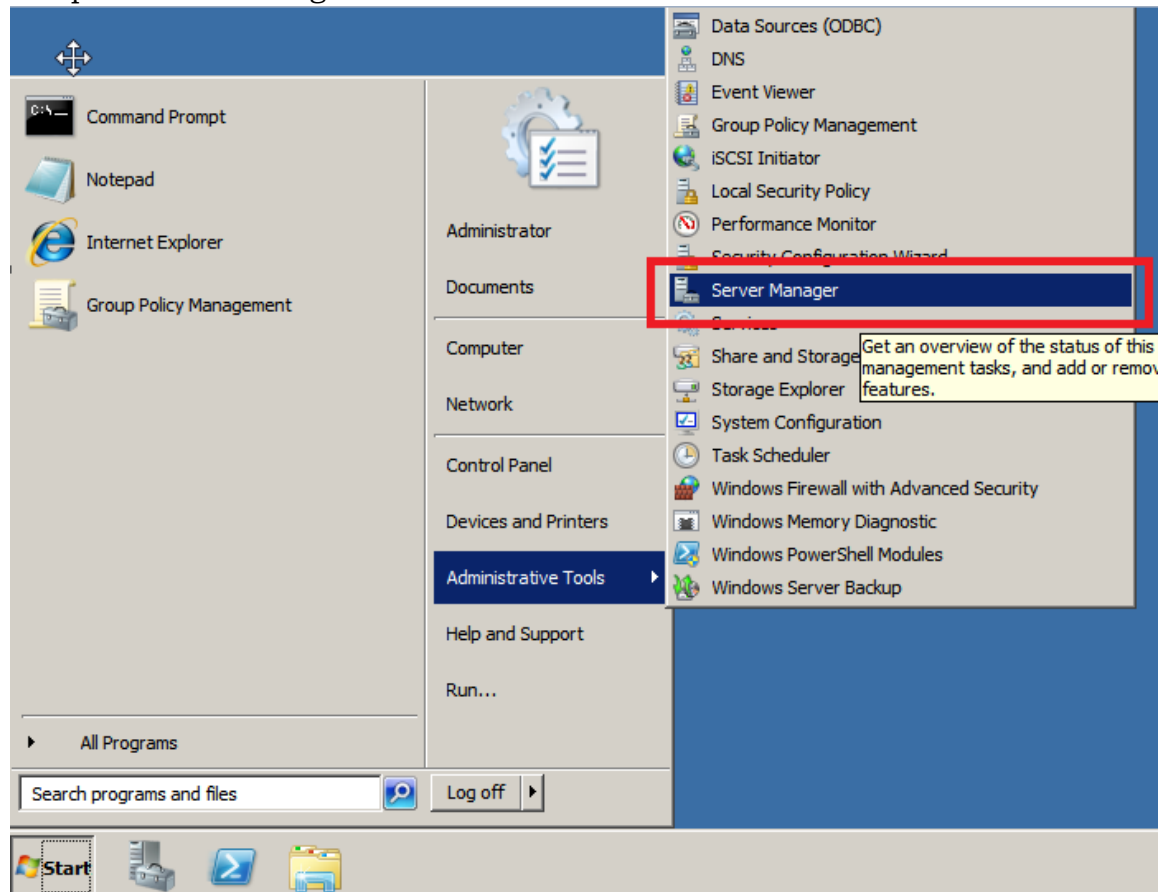 Data Sources (ODBC)
DNS
Event Viewer
Group Policy Management
iSCSI Initiator
Local Security Policy
Performance Monitor
Security Configuration Wizard
Server Manager
Services
Share and Storage
Storage Explorer
System Configuration
Task Scheduler
Windows Firewall with Advanced Security
Windows Memory Diagnostic
Windows PowerShell Modules
Windows Server Backup
Get an overview of the status of this
management tasks, and add or remov
features.
C:\
Command Prompt
Notepad
Internet Explorer
Group Policy Management
All Programs
Search programs and files
Administrator
Documents
Computer
Network
Control Panel
Devices and Printers
Administrative Tools
Help and Support
Run...
Log off
Start